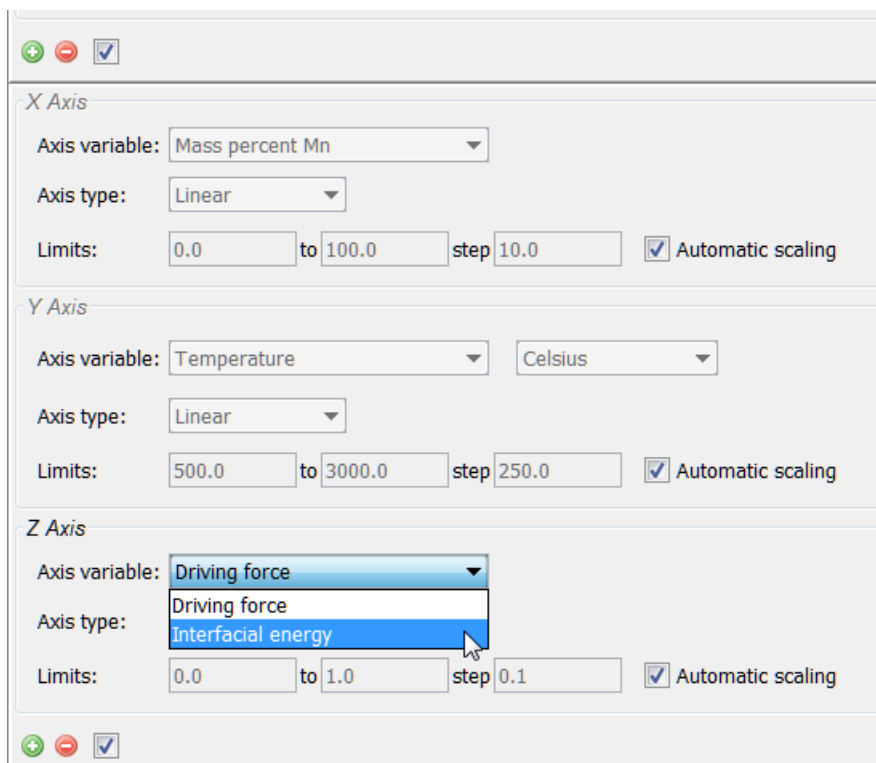 X Axis
Axis variable: Mass percent Mn
Axis type: Linear
Limits: 0.0 to 100.0 step 10.0 Automatic scaling
Y Axis
Axis variable: Temperature Celsius
Axis type: Linear
Limits: 500.0 to 3000.0 step 250.0 Automatic scaling
Z Axis
Axis variable: Driving force
Driving force
Axis type:
Interfacial energy
Limits: 0.0 to 1.0 step 0.1 Automatic scaling